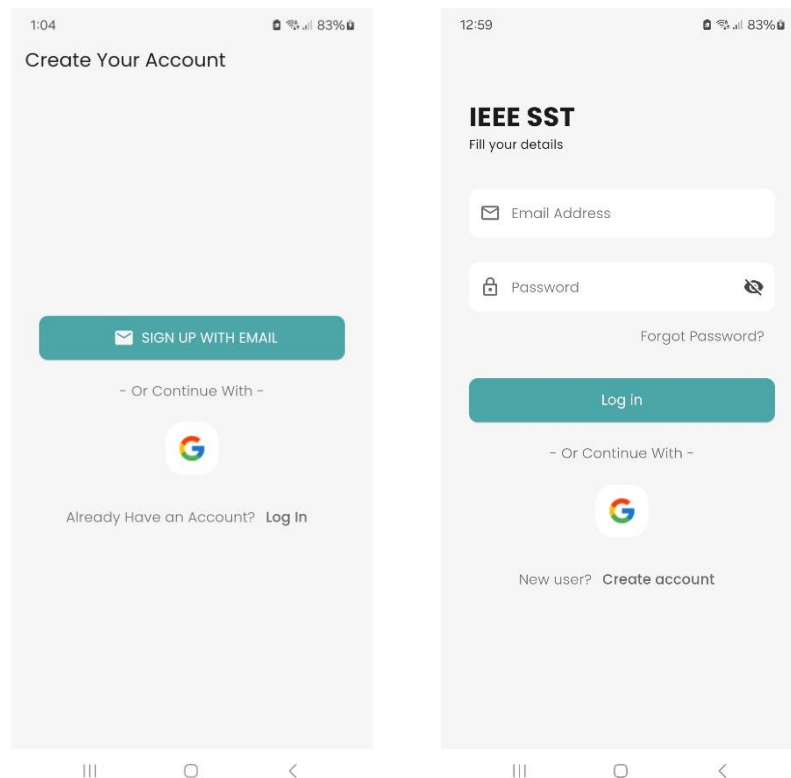 1:04 83%
Create Your Account
SIGN UP WITH EMAIL
- Or Continue With -
G
Already Have an Account? Log In
12:59 83%
IEEE SST
Fill your details
Email Address
Password
Forgot Password?
Log in
- Or Continue With -
G
New user? Create account